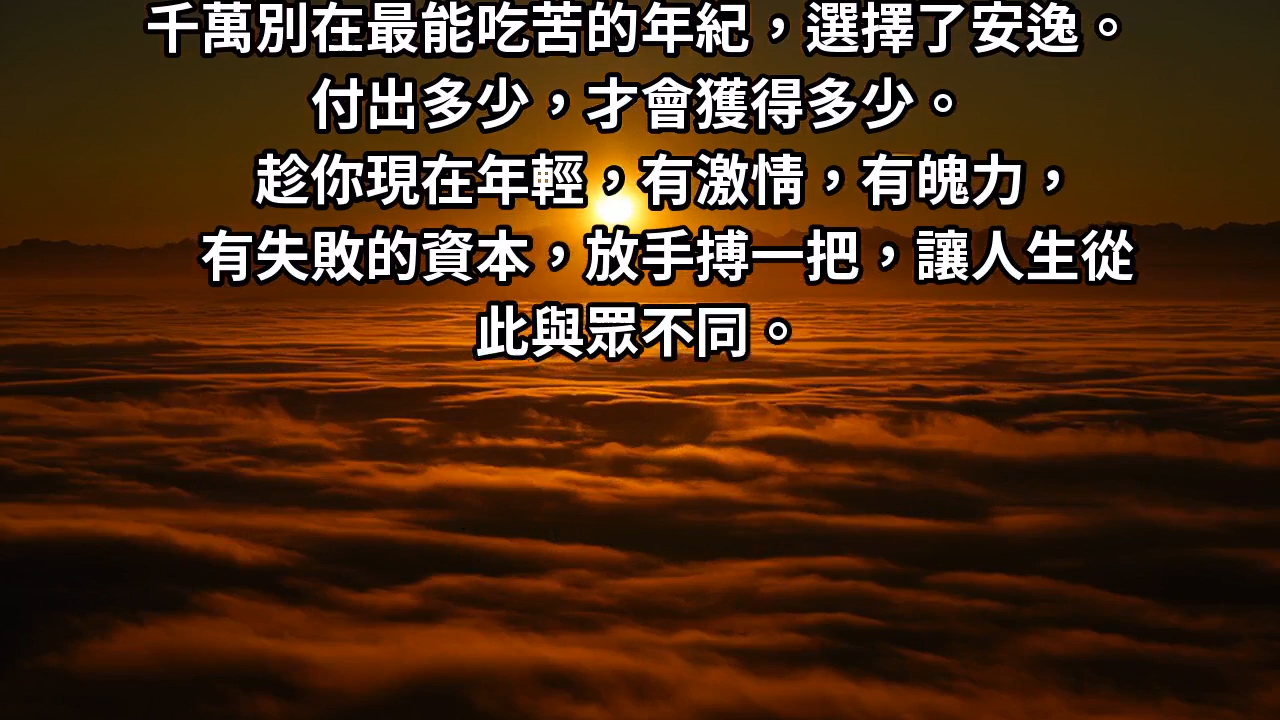 千萬別在最能吃苦的年紀，選擇了安逸。
付出多少，才會獲得多少。
趁你現在年輕，有激情，有魄力，
有失敗的資本，放手搏一把，讓人生從
此與眾不同。